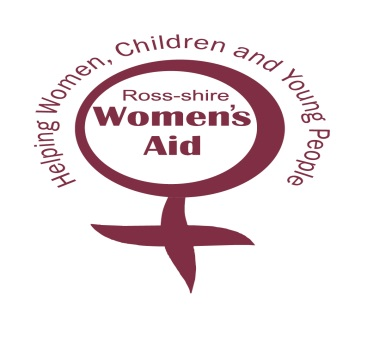 Helping Women, Children and Young People
Ross-shire
Women's
Aid